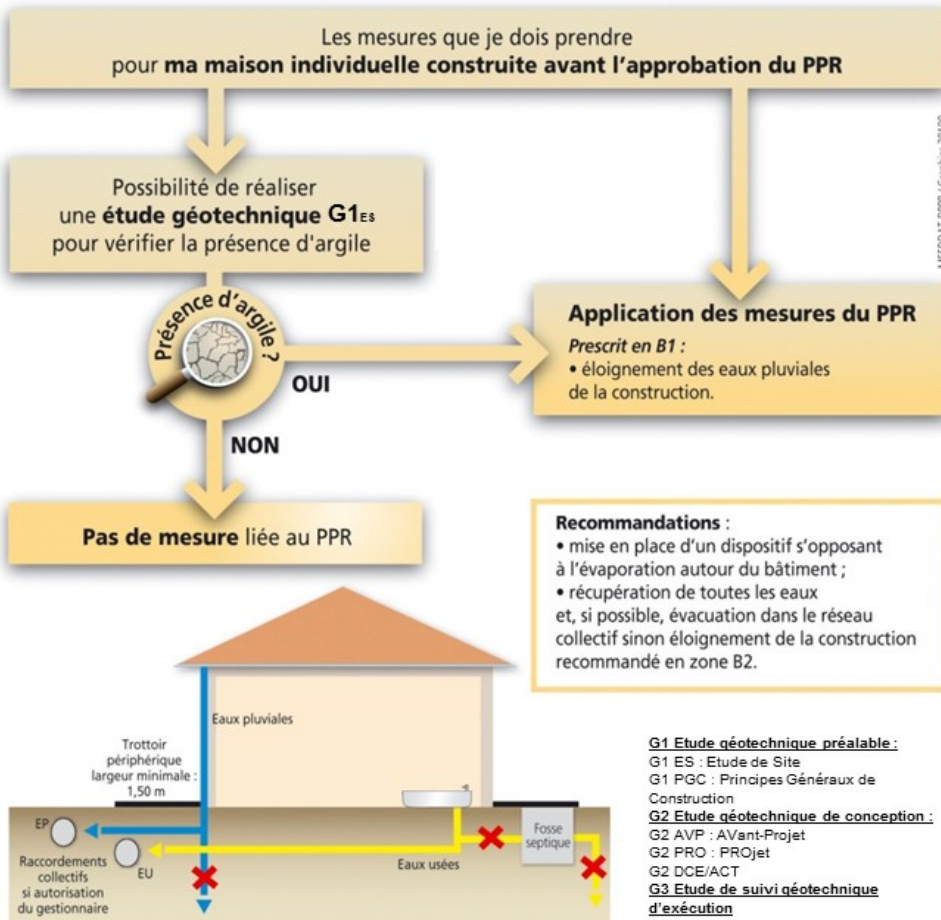 Les mesures que je dois prendre
pour ma maison individuelle construite avant l'approbation du PPR
Possibilité de réaliser
une étude géotechnique G1ES
pour vérifier la présence d'argile
Présence d'argile ?
OUI
NON
Application des mesures du PPR
Prescrit en B1 :
• éloignement des eaux pluviales
de la construction.
Pas de mesure liée au PPR
Recommandations :
• mise en place d'un dispositif s'opposant
à l'évaporation autour du bâtiment ;
• récupération de toutes les eaux
et, si possible, évacuation dans le réseau
collectif sinon éloignement de la construction
recommandé en zone B2.
Eaux pluviales
Trottoir
périphérique
largeur minimale :
1,50 m
EP
EU
Raccordements
collectifs
si autorisation
du gestionnaire
Eaux usées
Fosse
septique
G1 Etude géotechnique préalable :
G1 ES : Etude de Site
G1 PGC : Principes Généraux de
Construction
G2 Etude géotechnique de conception :
G2 AVP : AVant-Projet
G2 PRO : PROjet
G2 DCE/ACT
G3 Etude de suivi géotechnique
d'exécution